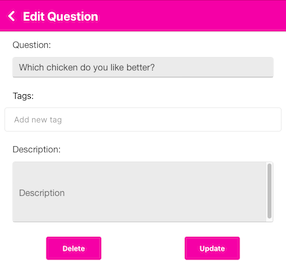 Edit Question
Question:
Which chicken do you like better?
Tags:
Add new tag
Description:
Description
Delete Update